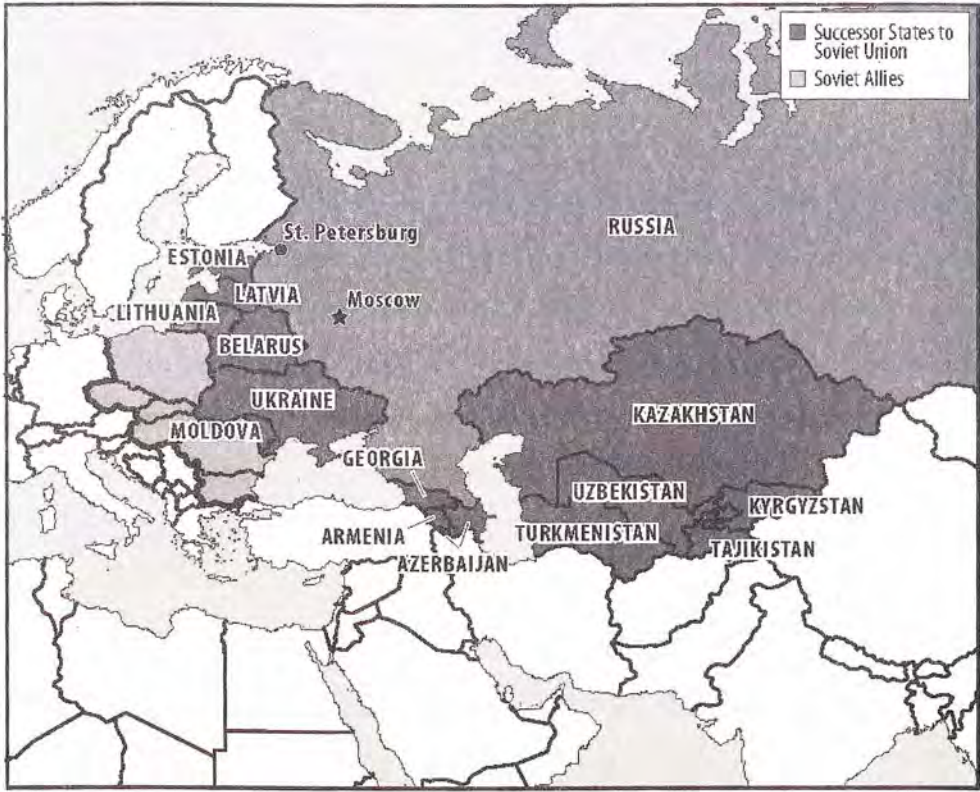 Successor States to
Soviet Union
Soviet Allies
RUSSIA
St. Petersburg
ESTONIA
LATVIA
Moscow
LITHUANIA
BELARUS
UKRAINE
KAZAKHSTAN
MOLDOVA
GEORGIA
UZBEKISTAN
KYRGYZSTAN
ARMENIA
TURKMENISTAN
TAJIKISTAN
AZERBAIJAN